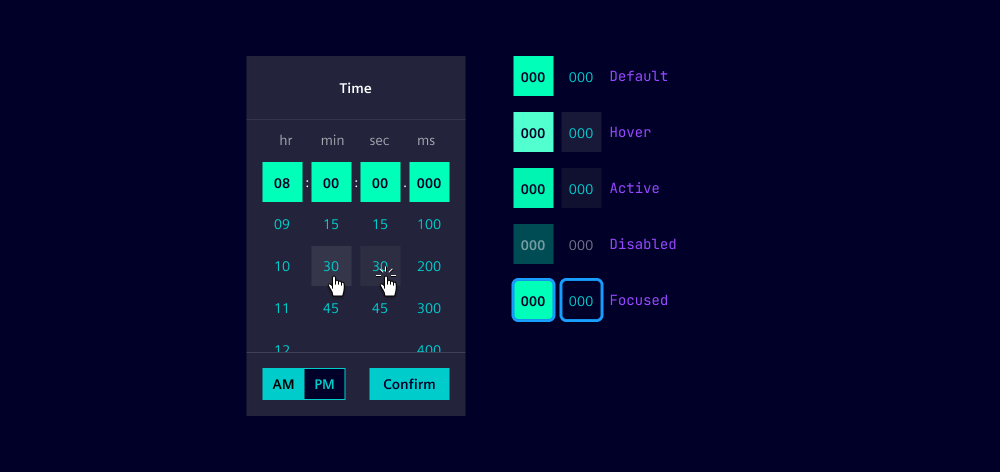 Time
hr min sec ms
08 : 00 : 00 . 000
09 15 15 100
10 30 30 200
11 45 45 300
12 400
AM PM Confirm
000 000 Default
000 000 Hover
000 000 Active
000 000 Disabled
000 000 Focused